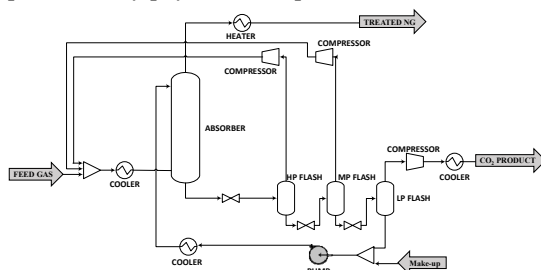 TREATED NG
HEATER
COMPRESSOR
COMPRESSOR
ABSORBER
COMPRESSOR
CO₂ PRODUCT
FEED GAS
COOLER
HP FLASH
MP FLASH
COOLER
LP FLASH
COOLER
Make-up